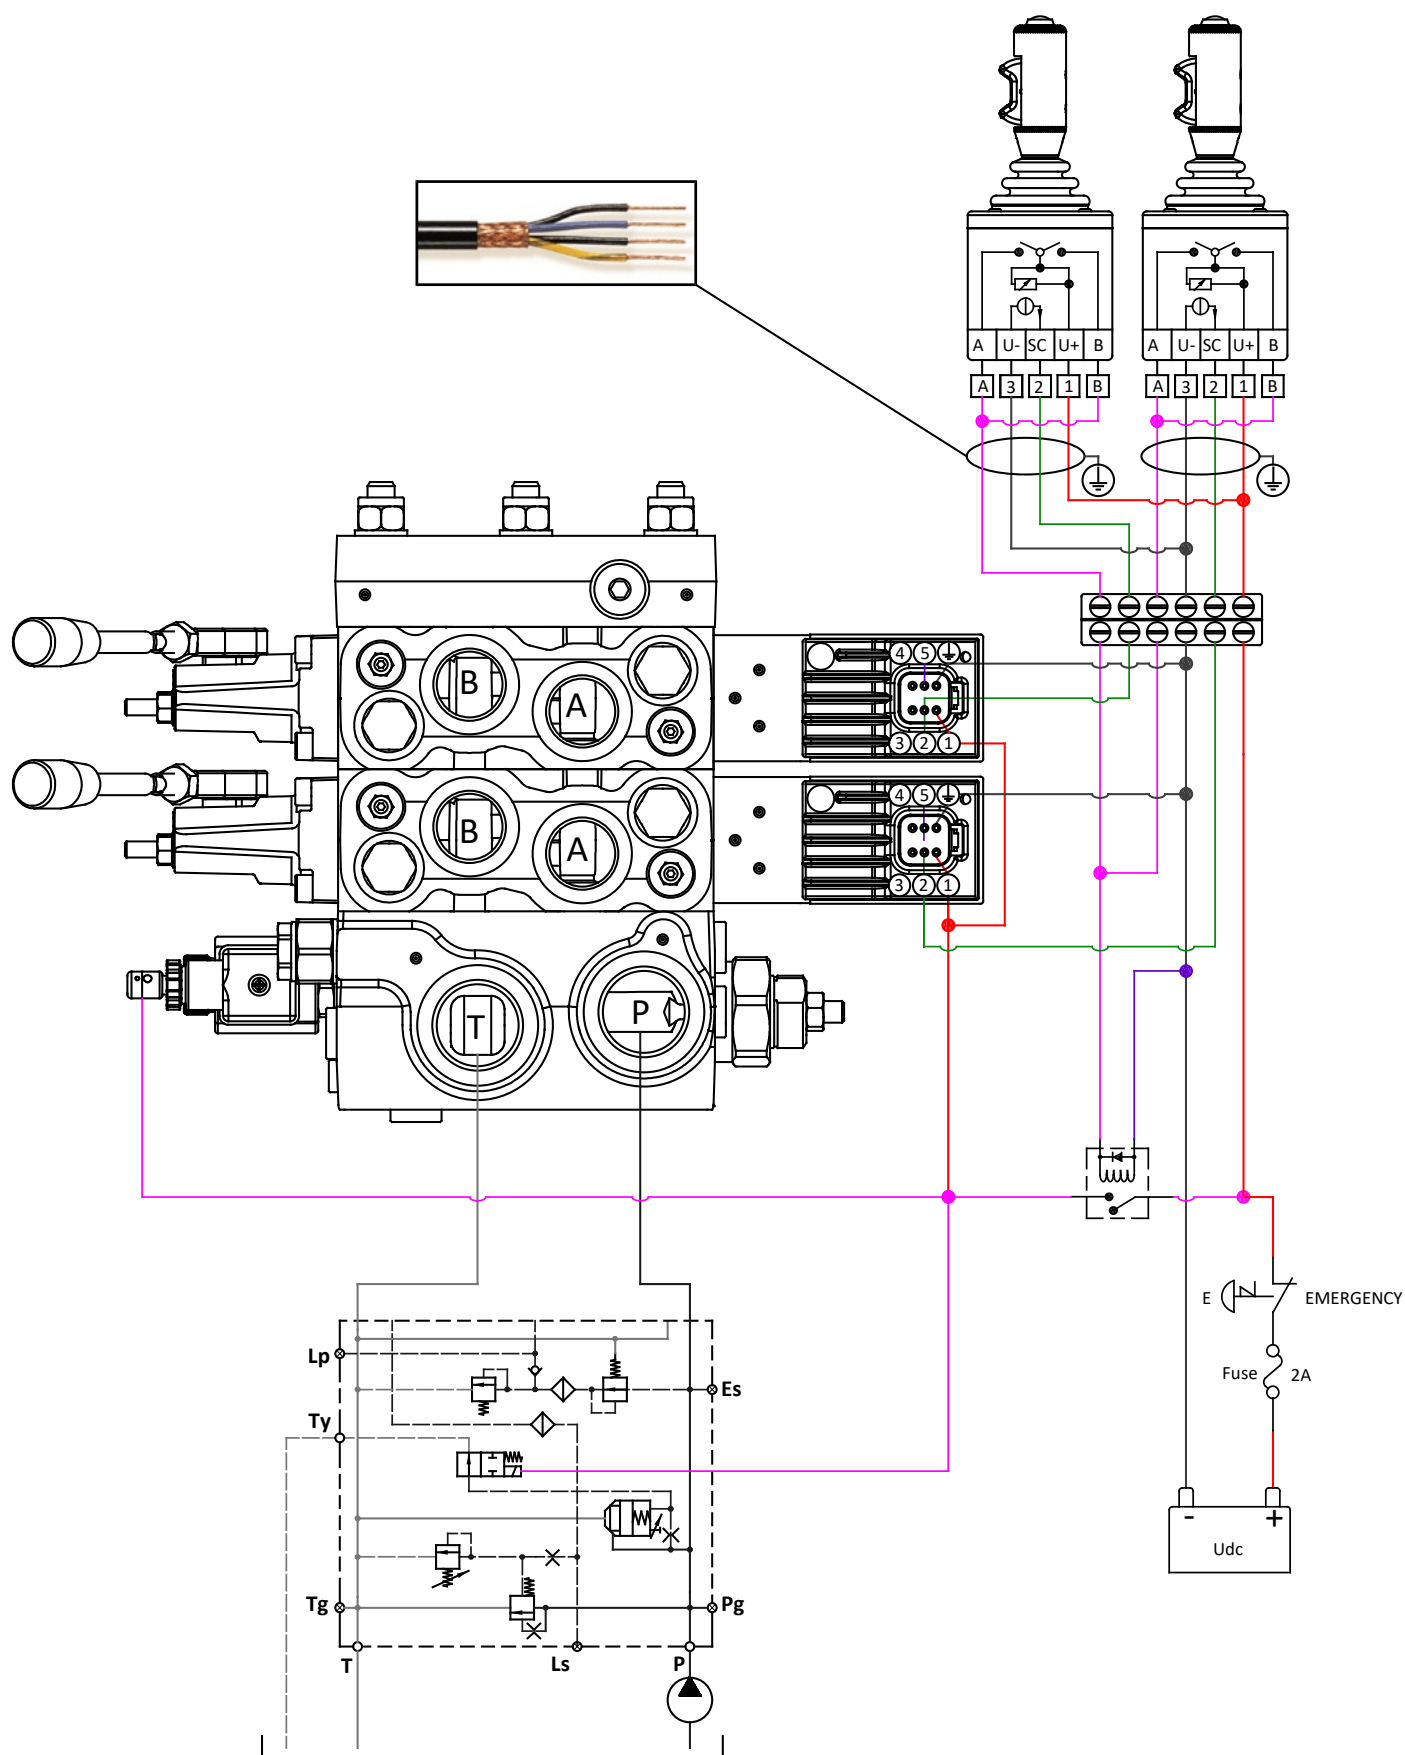 A U- SC U+ B
A U- SC U+ B
A 3 2 1 B
A 3 2 1 B
4 5
B
A
3 2 1
4 5
B
A
3 2 1
T
P
E
EMERGENCY
Fuse
2A
Lp
Es
Ty
- +
Udc
Tg
Pg
T
Ls
P